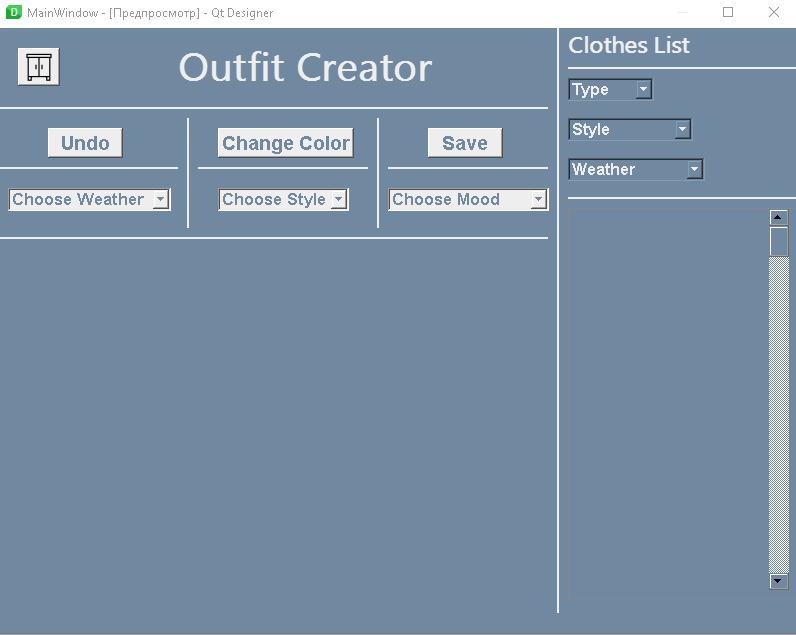 MainWindow - [Предпросмотр] - Qt Designer
Outfit Creator
Undo
Change Color
Save
Choose Weather
Choose Style
Choose Mood
Clothes List
Type
Style
Weather